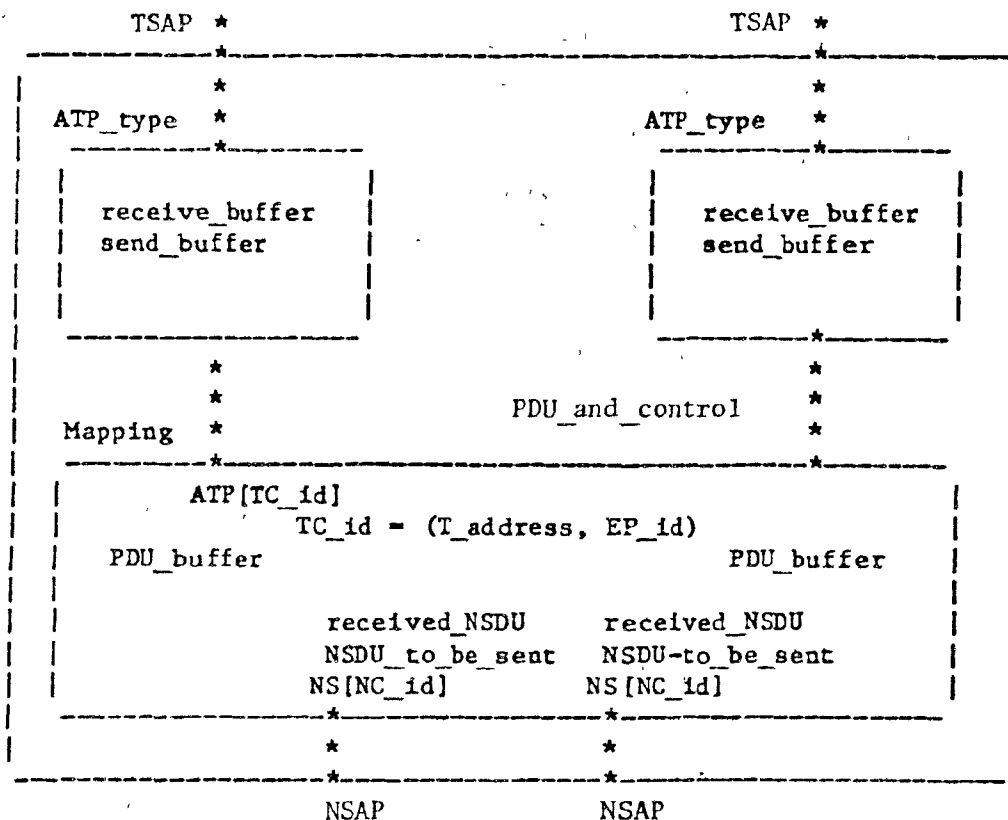 TSAP * TSAP *
ATP_type * ATP_type *
receive_buffer receive_buffer
send_buffer send_buffer
PDU_and_control
Mapping *
ATP[TC_id]
TC_id = (T_address, EP_id)
PDU_buffer PDU_buffer
received_NSDU received_NSDU
NSDU_to_be_sent NSDU-to_be_sent
NS[NC_id] NS[NC_id]
NSAP NSAP